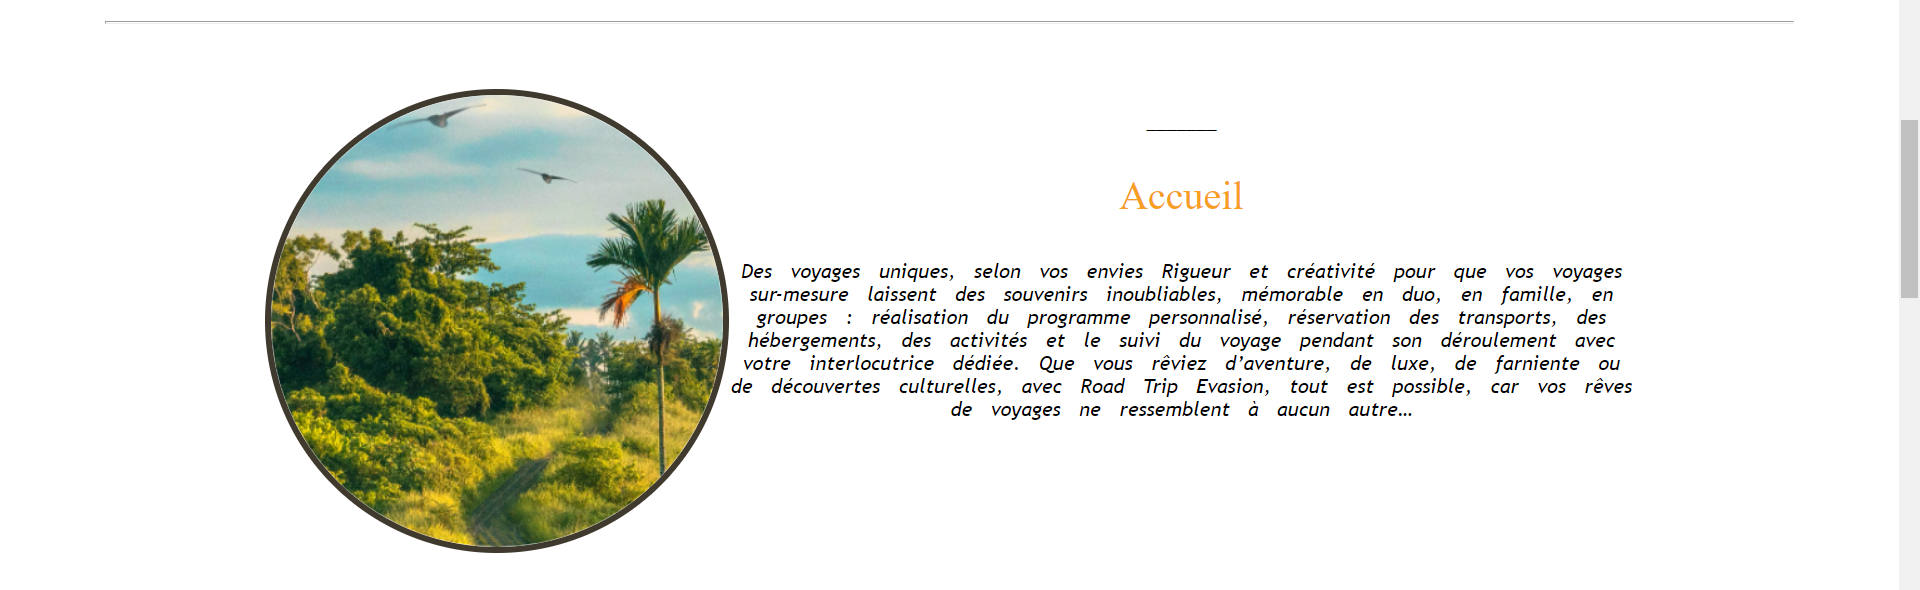 Accueil
Des voyages uniques, selon vos envies Rigueur et créativité pour que vos voyages
sur-mesure laissent des souvenirs inoubliables, mémorable en duo, en famille, en
groupes : réalisation du programme personnalisé, réservation des transports, des
hébergements, des activités et le suivi du voyage pendant son déroulement avec
votre interlocutrice dédiée. Que vous rêviez d’aventure, de luxe, de farniente ou
de découvertes culturelles, avec Road Trip Evasion, tout est possible, car vos rêves
de voyages ne ressemblent à aucun autre…